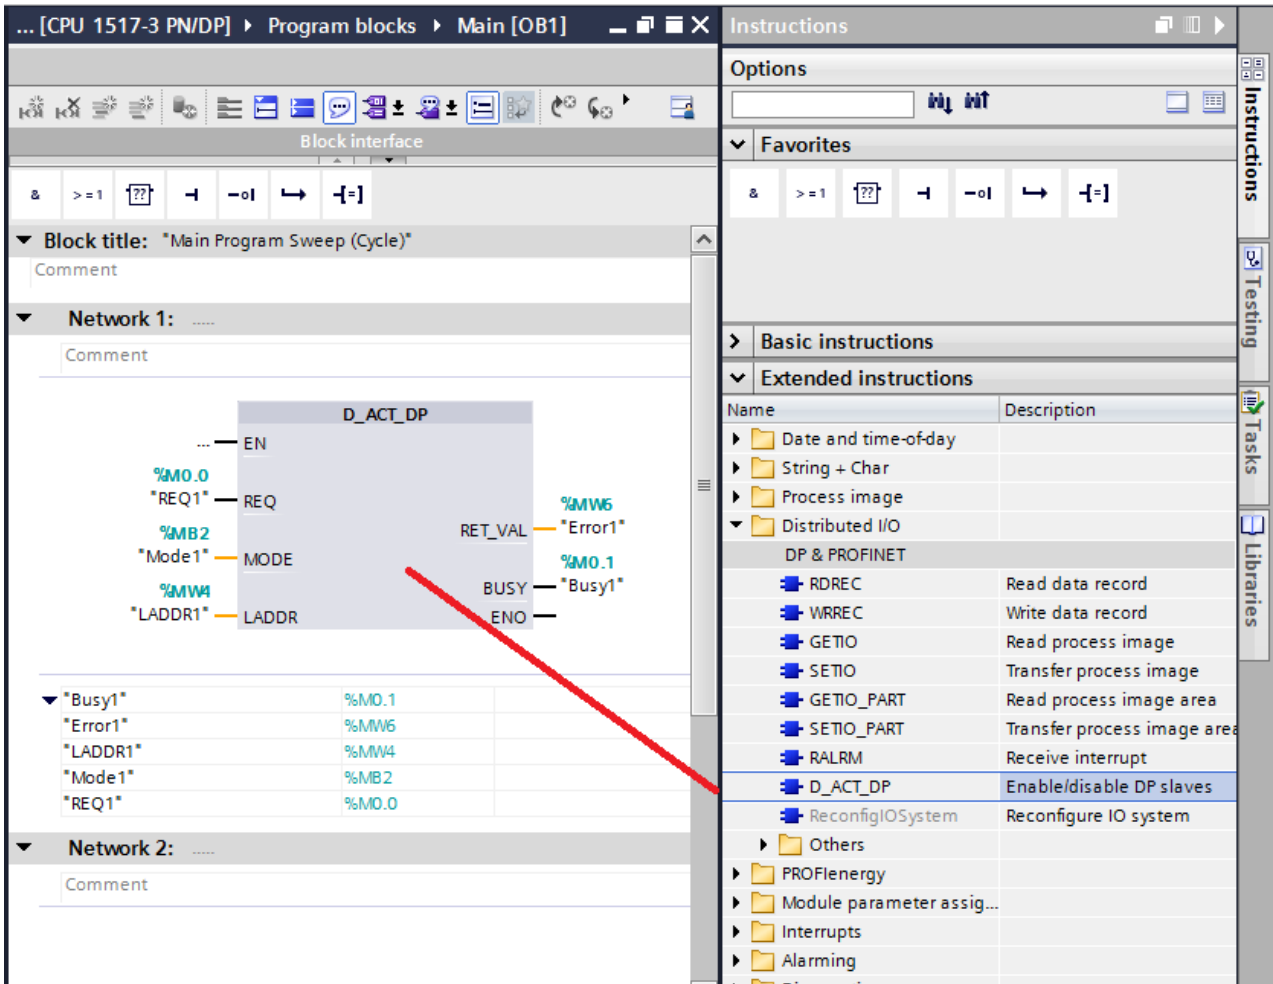 ... [CPU 1517-3 PN/DP] Program blocks Main [OB1]
Block interface
& >=1 ?? -o| -[=]
Block title: "Main Program Sweep (Cycle)"
Comment
Network 1: .....
Comment
D_ACT_DP
... EN
%M0.0
"REQ1" REQ
%MB2
"Mode1" MODE
%MW4
"LADDR1" LADDR
%MW6
RET_VAL "Error1"
%M0.1
BUSY "Busy1"
ENO
"Busy1" %M0.1
"Error1" %MW6
"LADDR1" %MW4
"Mode1" %MB2
"REQ1" %M0.0
Network 2: .....
Comment
Instructions
Options
Favorites
& >=1 ?? -o| -[=]
Basic instructions
Extended instructions
Name Description
Date and time-of-day
String + Char
Process image
Distributed I/O
DP & PROFINET
RDREC Read data record
WRREC Write data record
GETIO Read process image
SETIO Transfer process image
GETIO_PART Read process image area
SETIO_PART Transfer process image area
RALRM Receive interrupt
D_ACT_DP Enable/disable DP slaves
ReconfigIOSystem Reconfigure IO system
Others
PROFIenergy
Module parameter assig...
Interrupts
Alarming
Instructions
Testing
Tasks
Libraries